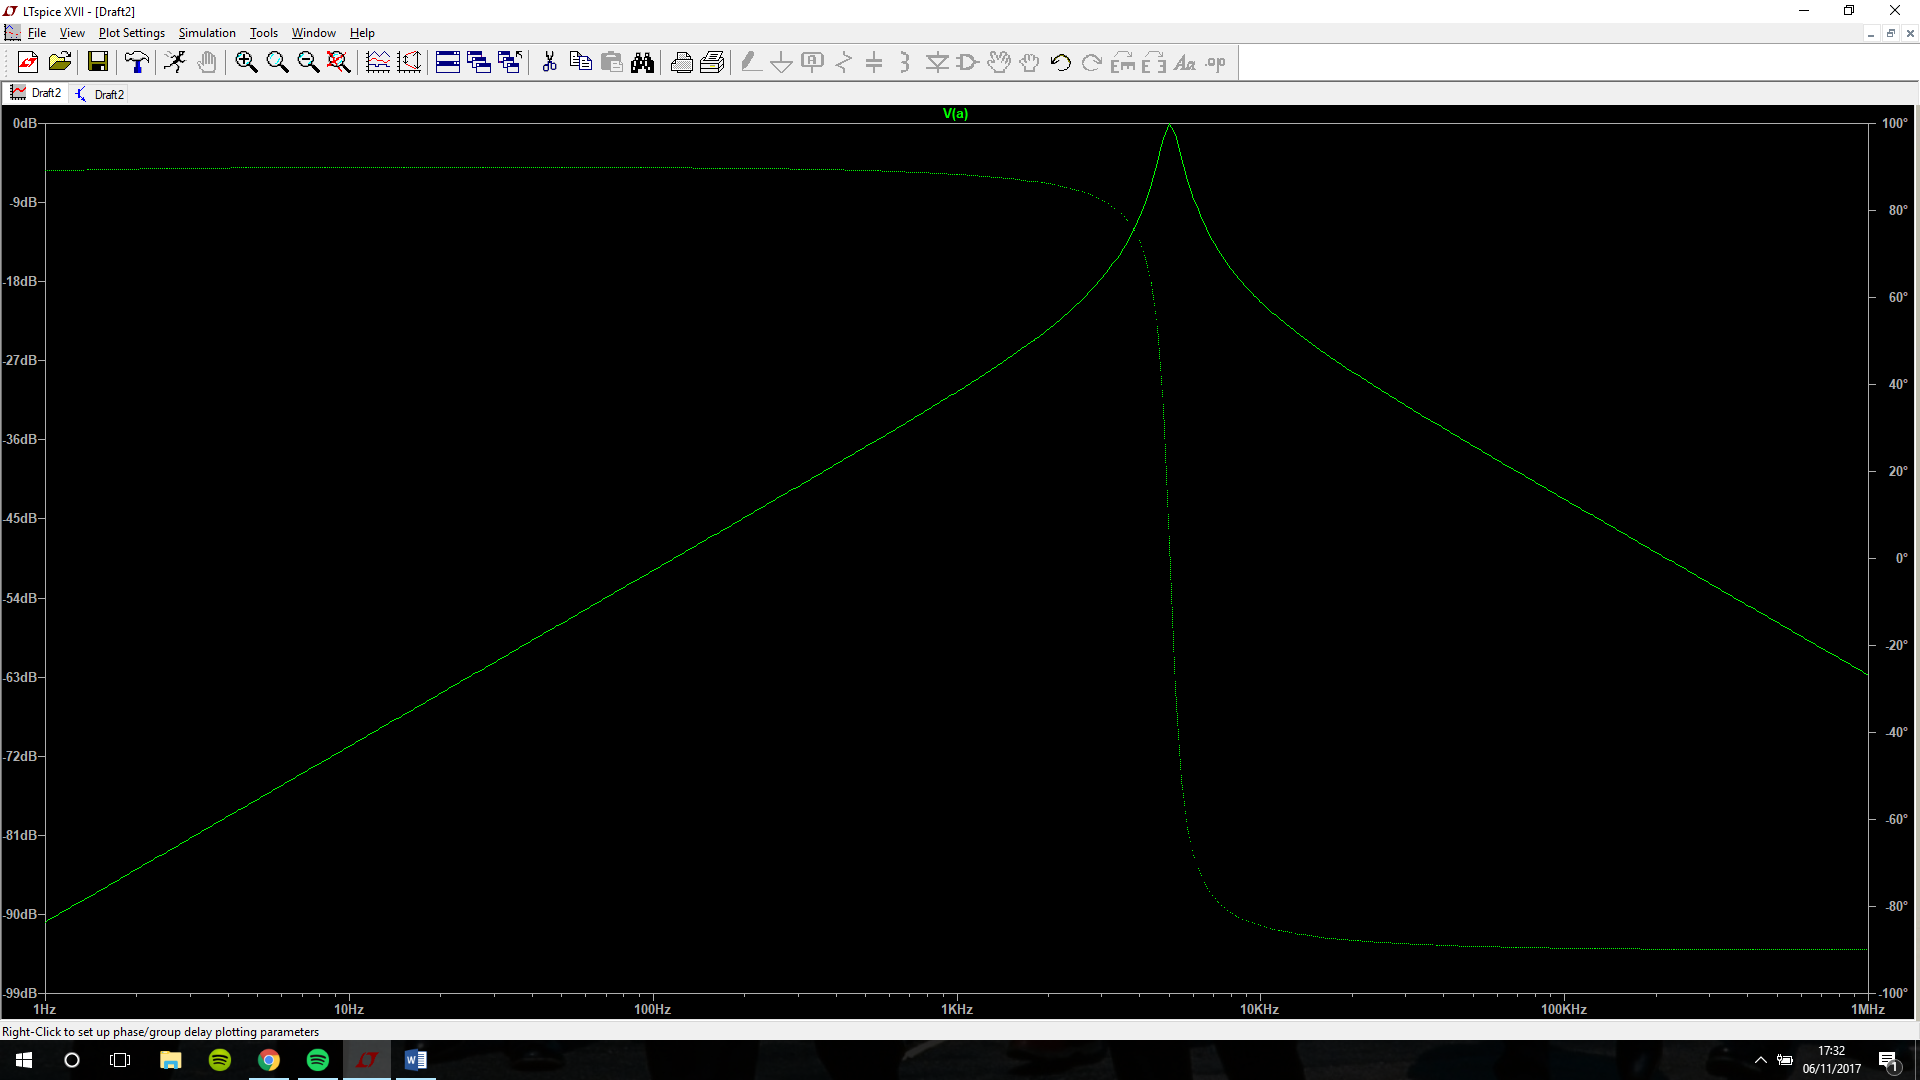 LTspice XVII - [Draft2]
File View Plot Settings Simulation Tools Window Help
Draft2 Draft2
V(a)
0dB
-9dB
-18dB
-27dB
-36dB
-45dB
-54dB
-63dB
-72dB
-81dB
-90dB
-99dB
100°
80°
60°
40°
20°
0°
-20°
-40°
-60°
-80°
-100°
1Hz 10Hz 100Hz 1KHz 10KHz 100KHz 1MHz
Right-Click to set up phase/group delay plotting parameters
17:32
06/11/2017
1